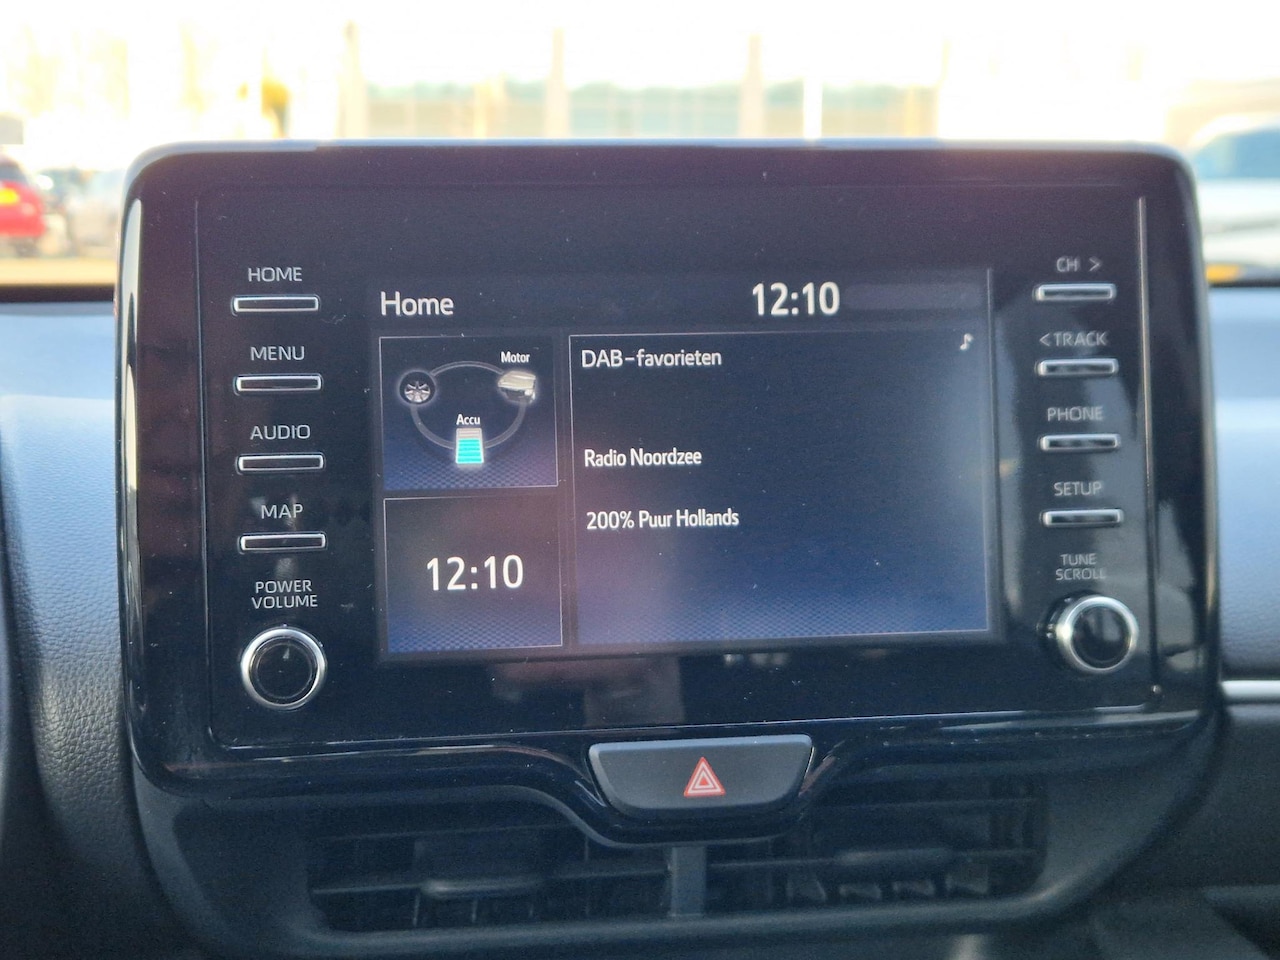 HOME
MENU
AUDIO
MAP
POWER
VOLUME
Home
12:10
Motor
Accu
12:10
DAB-favorieten
Radio Noordzee
200% Puur Hollands
CH >
< TRACK
PHONE
SETUP
TUNE
SCROLL